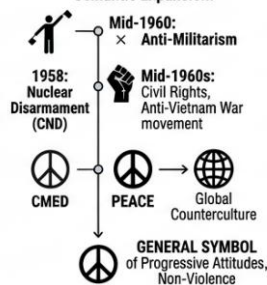 Mid-1960:
× Anti-Militarism
1958:
Nuclear
Disarmament
(CND)
Mid-1960s:
Civil Rights,
Anti-Vietnam War
movement
CMED
PEACE
Global
Counterculture
GENERAL SYMBOL
of Progressive Attitudes,
Non-Violence